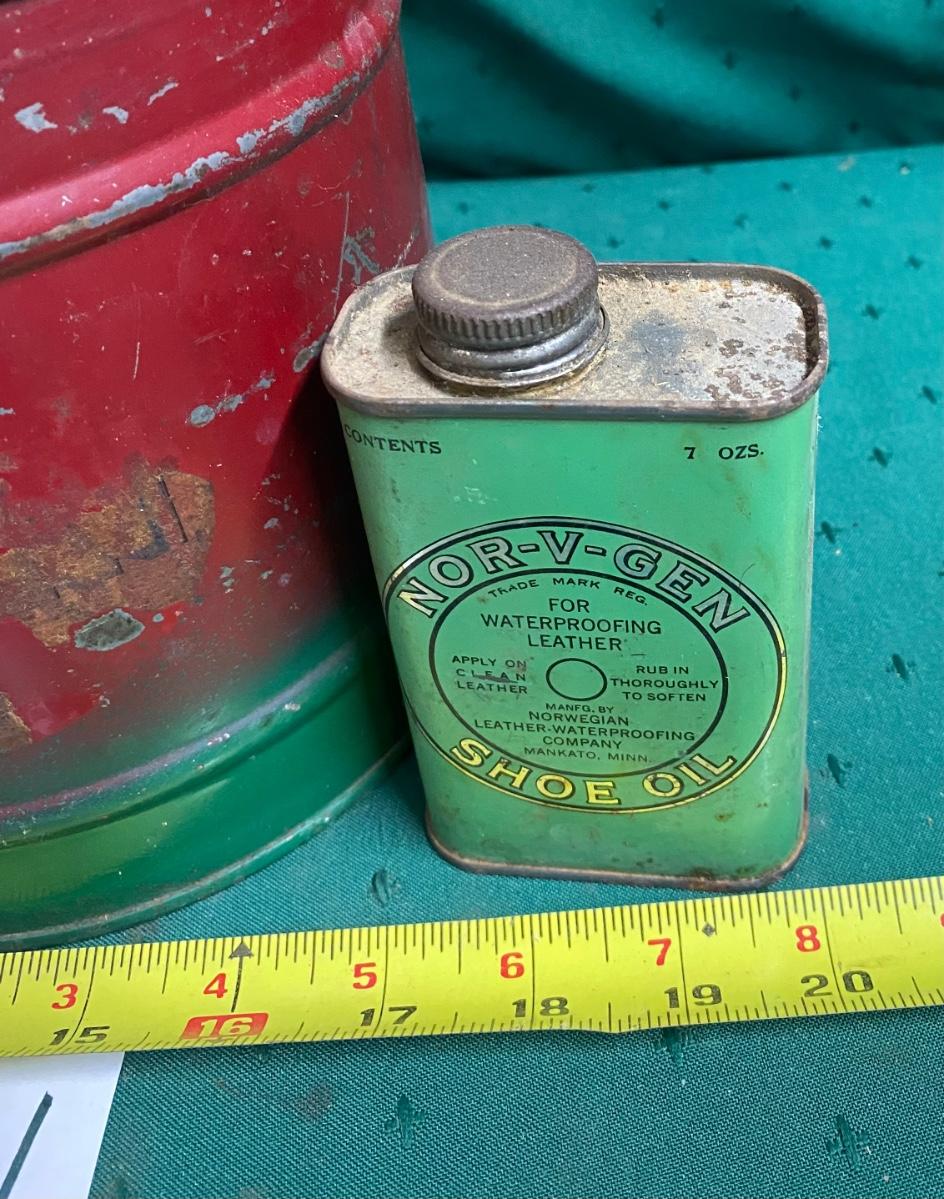 CONTENTS 7 OZS.
NOR-V-GEN
TRADE MARK REG.
FOR
WATERPROOFING
LEATHER
APPLY ON
CLEAN
LEATHER
RUB IN
THOROUGHLY
TO SOFTEN
MANFG. BY
NORWEGIAN
LEATHER-WATERPROOFING
COMPANY
MANKATO, MINN.
SHOE OIL
3 4 5 6 7 8
15 16 17 18 19 20